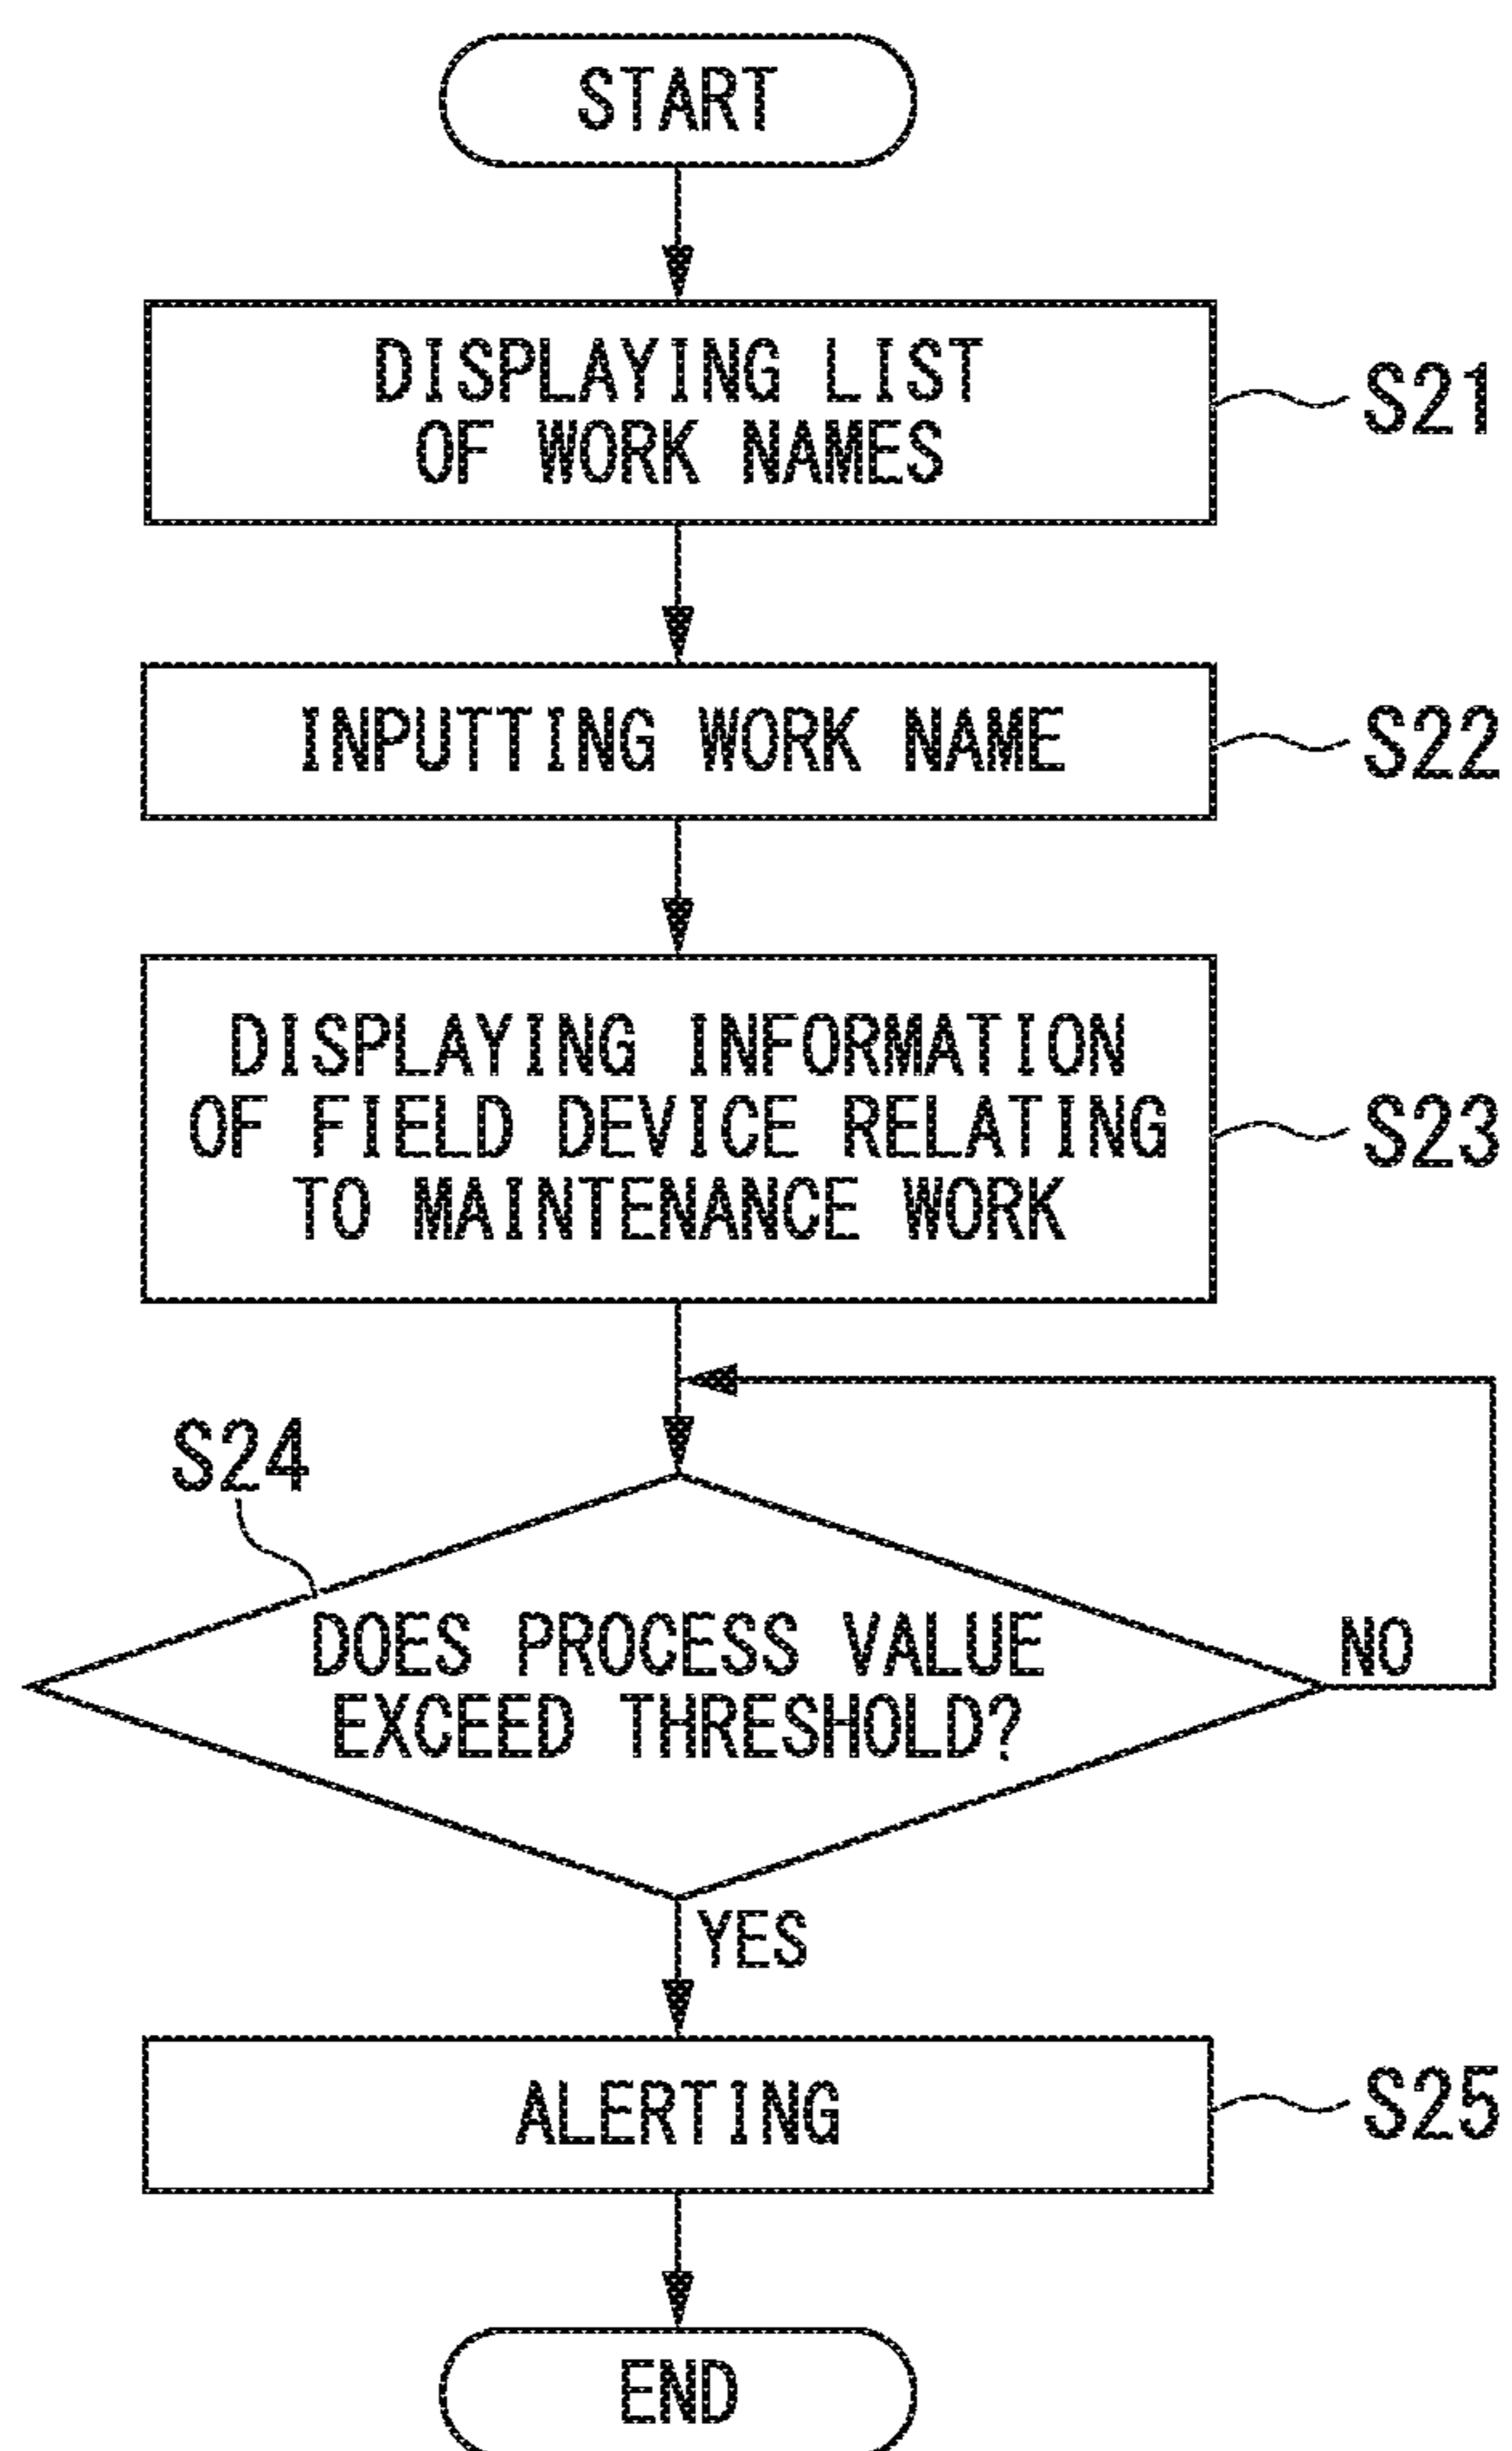 START
DISPLAYING LIST
OF WORK NAMES
S21
INPUTTING WORK NAME
S22
DISPLAYING INFORMATION
OF FIELD DEVICE RELATING
TO MAINTENANCE WORK
S23
S24
DOES PROCESS VALUE
EXCEED THRESHOLD?
NO
YES
ALERTING
S25
END